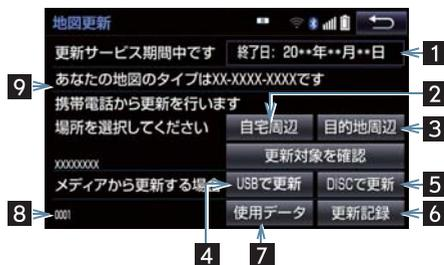 地図更新
更新サービス期間中です 終了日: 20**年**月**日 1
9 あなたの地図のタイプはXX-XXXX-XXXXです
携帯電話から更新を行います 2
場所を選択してください 自宅周辺 目的地周辺 3
更新対象を確認
XXXXXXXX
メディアから更新する場合 USBで更新 DISCで更新 5
8 0001 使用データ 更新記録 6
4 7